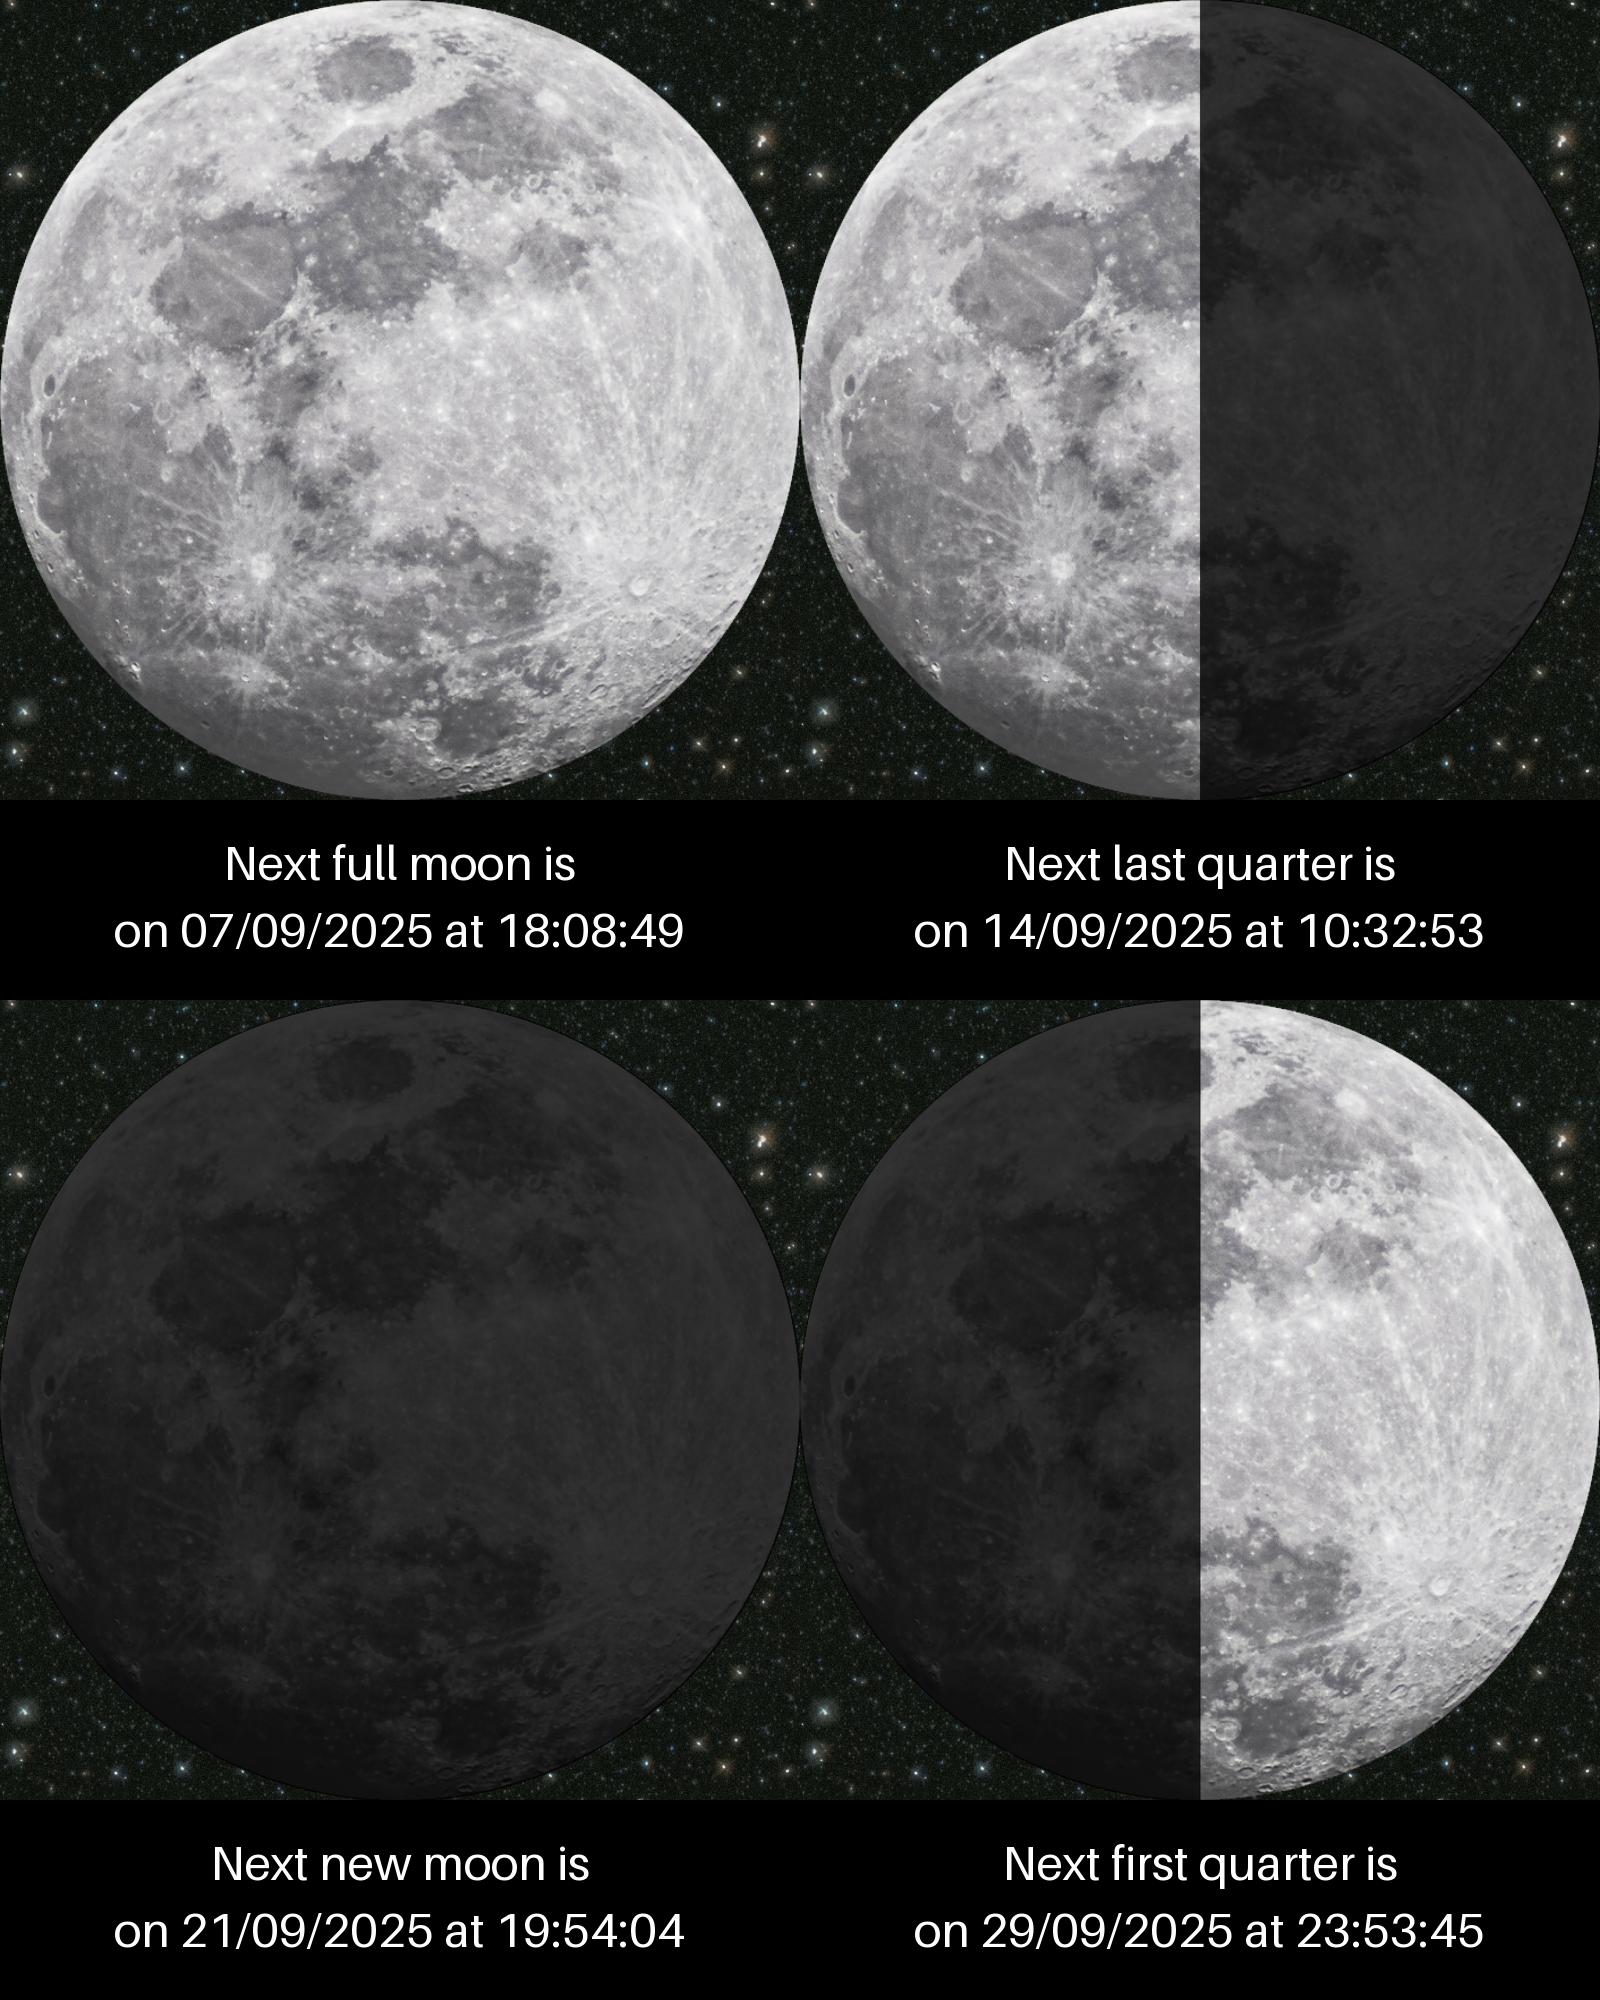 Next full moon is
on 07/09/2025 at 18:08:49
Next last quarter is
on 14/09/2025 at 10:32:53
Next new moon is
on 21/09/2025 at 19:54:04
Next first quarter is
on 29/09/2025 at 23:53:45